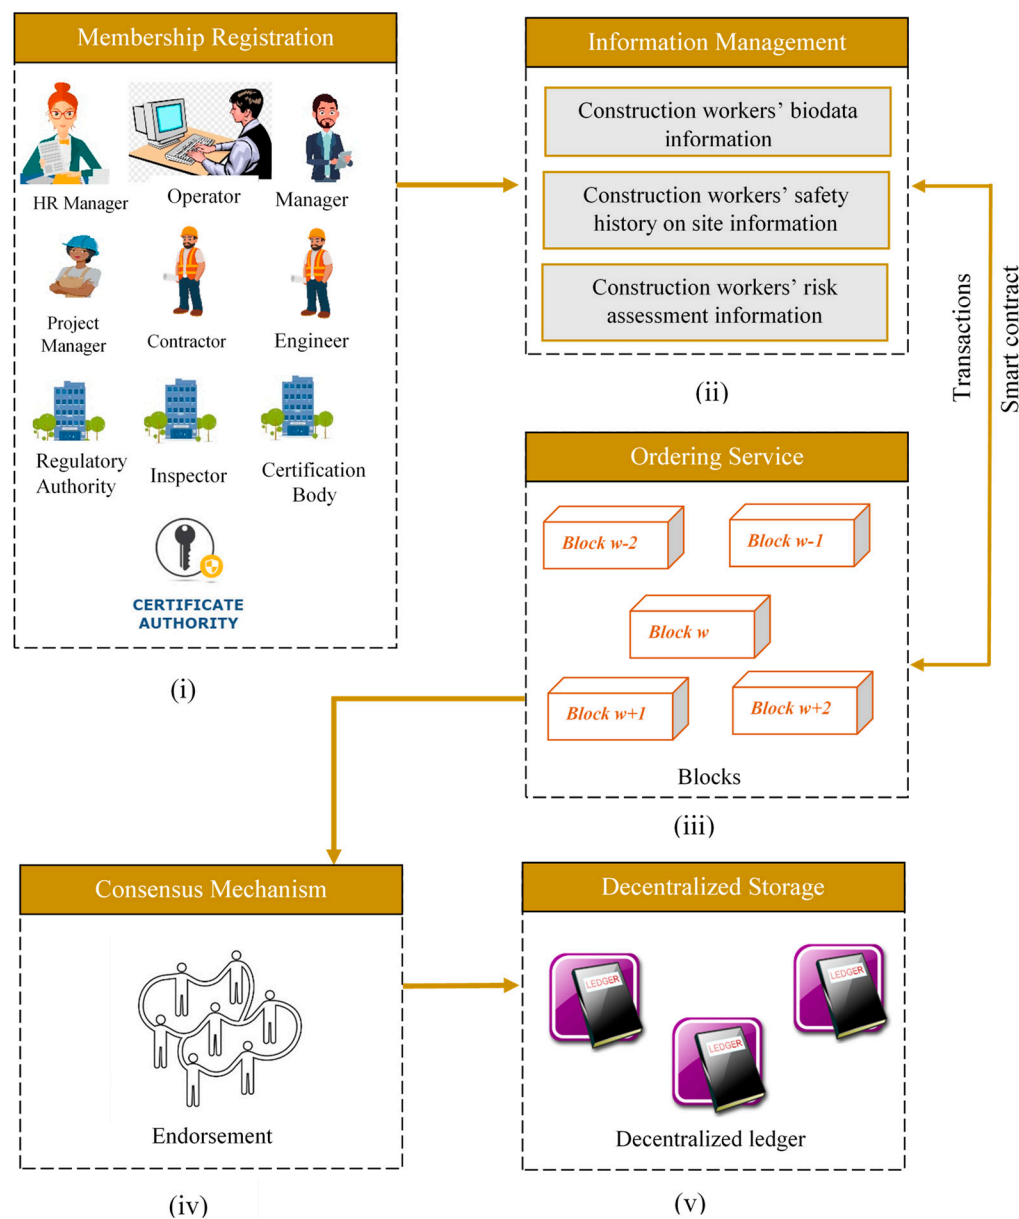 Membership Registration
HR Manager
Operator
Manager
Project
Manager
Contractor
Engineer
Regulatory
Authority
Inspector
Certification
Body
CERTIFICATE
AUTHORITY
(i)
Information Management
Construction workers’ biodata
information
Construction workers’ safety
history on site information
Construction workers’ risk
assessment information
(ii)
Transactions
Smart contract
Ordering Service
Block w-2
Block w-1
Block w
Block w+1
Block w+2
Blocks
(iii)
Consensus Mechanism
Endorsement
(iv)
Decentralized Storage
LEDGER
LEDGER
LEDGER
Decentralized ledger
(v)